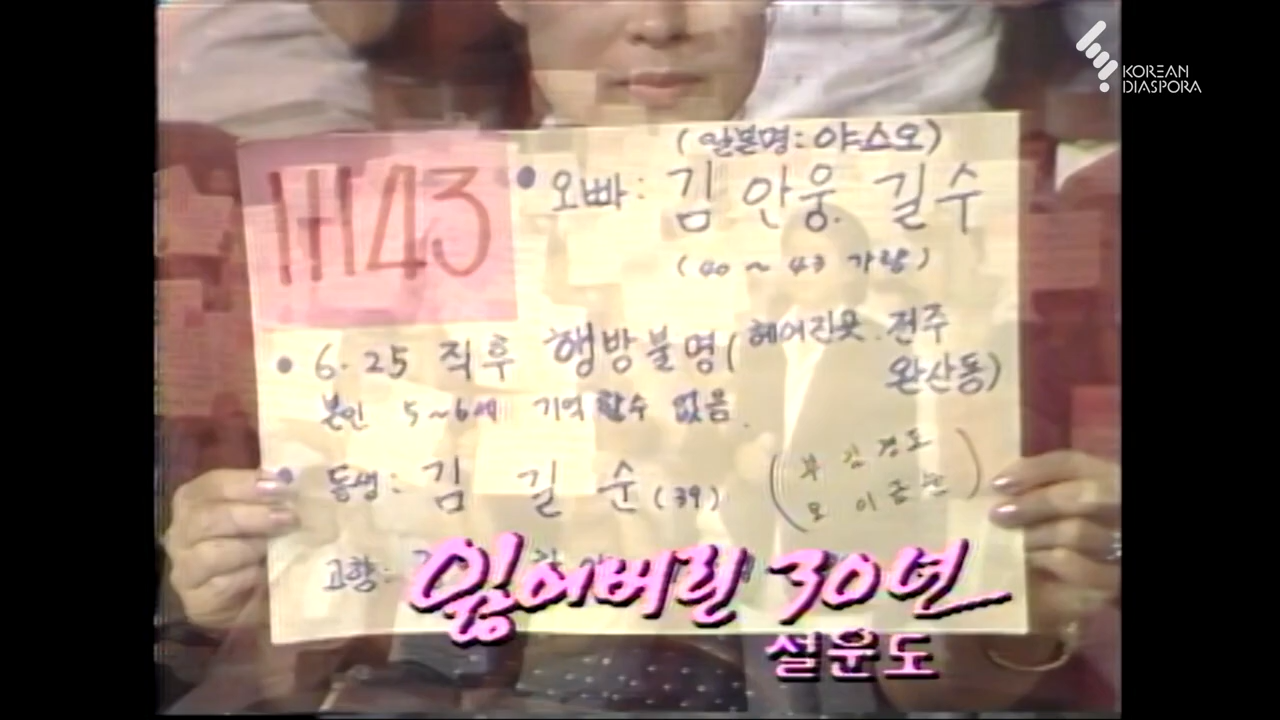 KOREAN
DIASPORA
(일본명: 야스오)
1H43
• 오빠: 김 안웅. 길수
(40 ~ 43 가량)
• 6.25 직후 행방불명 (헤어진곳. 전주
완산동)
본인 5~6세 기억할수 없음.
• 동생: 김 길순 (39)
(부 김경도
모 이
고향:
잃어버린 30년
설운도